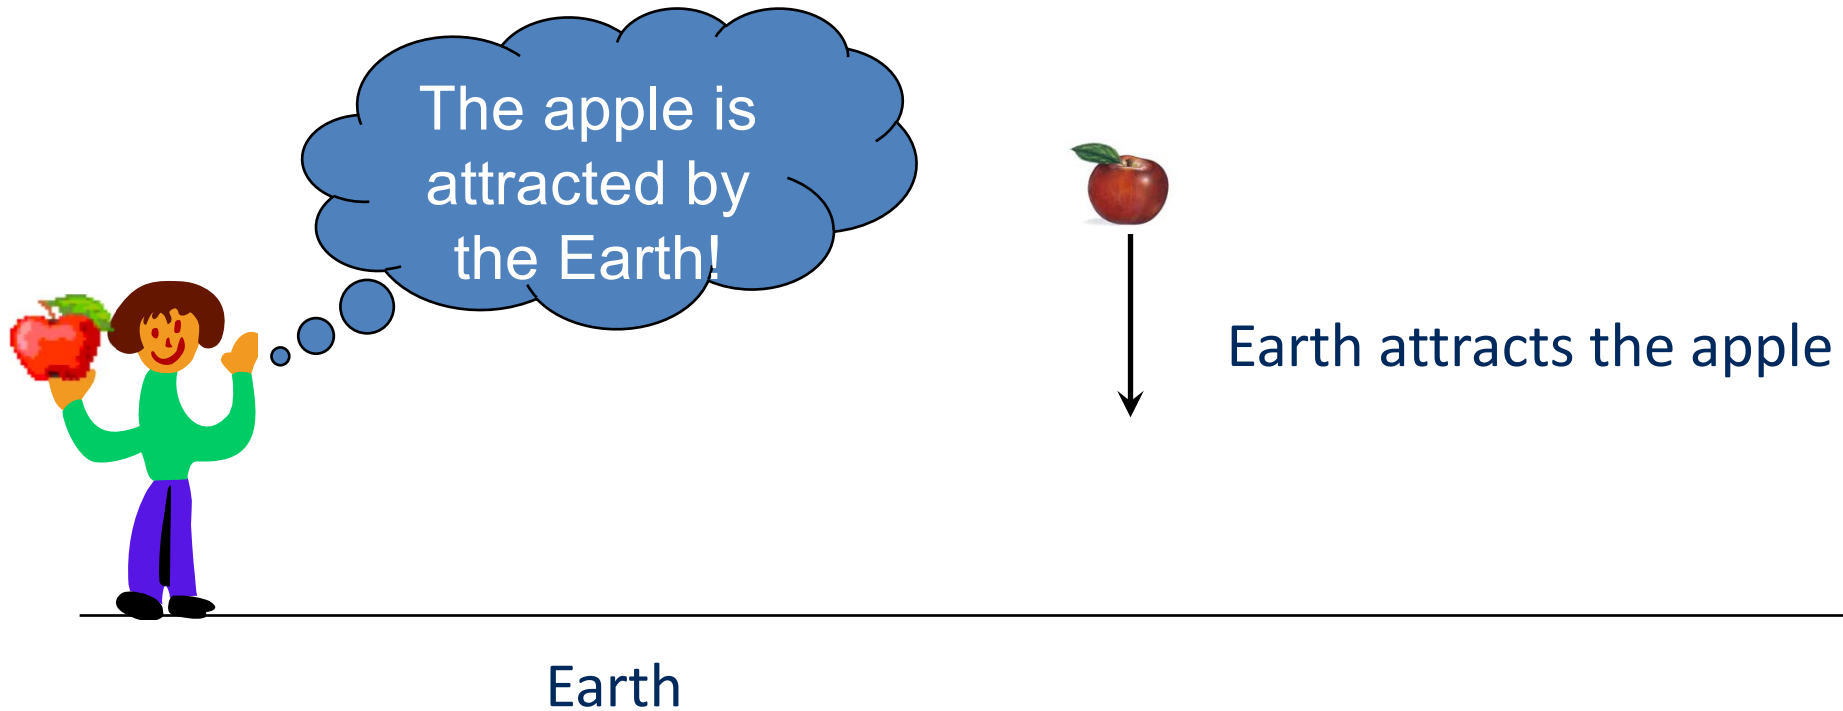 The apple is
attracted by
the Earth!
Earth attracts the apple
Earth